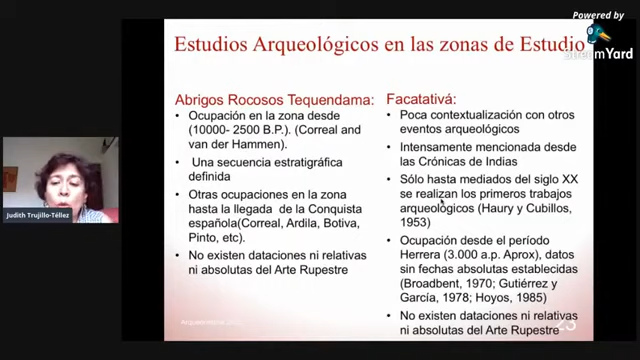 Powered by
StreamYard
Estudios Arqueológicos en las zonas de Estudio
Abrigos Rocosos Tequendama:
• Ocupación en la zona desde
(10000- 2500 B.P.). (Correal and
van der Hammen).
• Una secuencia estratigráfica
definida
• Otras ocupaciones en la zona
hasta la llegada de la Conquista
española(Correal, Ardila, Botiva,
Pinto, etc).
• No existen dataciones ni relativas
ni absolutas del Arte Rupestre
Facatativá:
• Poca contextualización con otros
eventos arqueológicos
• Intensamente mencionada desde
las Crónicas de Indias
• Sólo hasta mediados del siglo XX
se realizan los primeros trabajos
arqueológicos (Haury y Cubillos,
1953)
• Ocupación desde el período
Herrera (3.000 a.p. Aprox), datos
sin fechas absolutas establecidas
(Broadbent, 1970; Gutiérrez y
García, 1978; Hoyos, 1985)
• No existen dataciones ni relativas
ni absolutas del Arte Rupestre
Judith Trujillo-Téllez
23